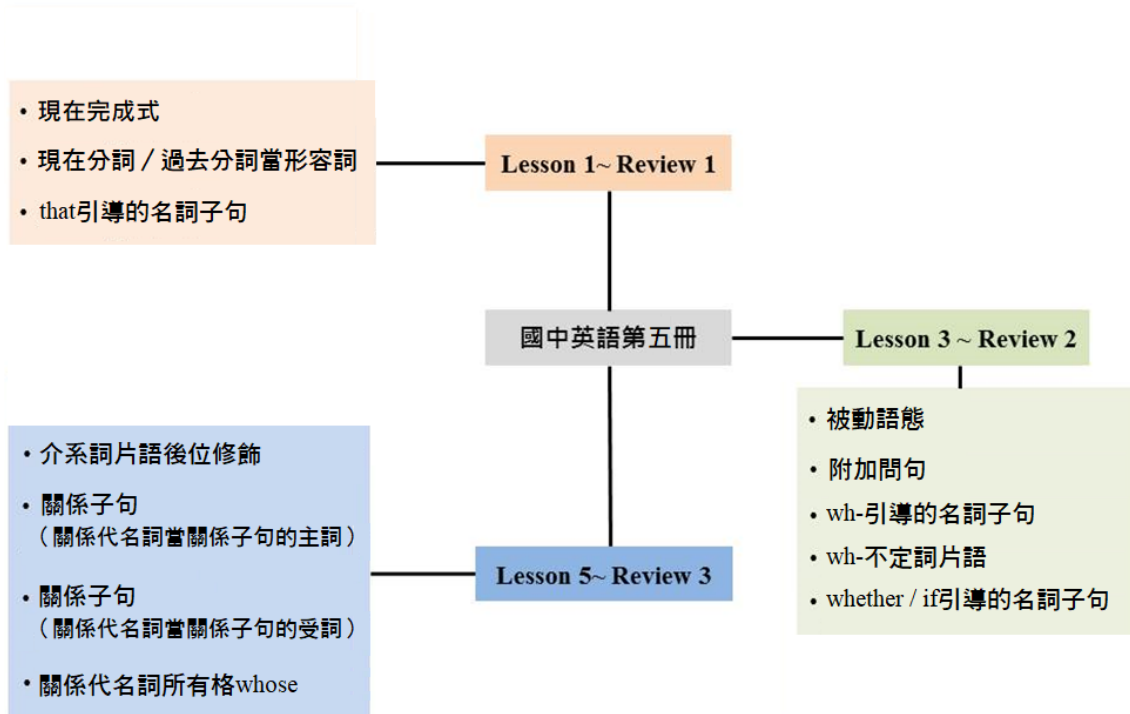 • 現在完成式
• 現在分詞／過去分詞當形容詞
• that引導的名詞子句
Lesson 1~ Review 1
國中英語第五冊
Lesson 3 ~ Review 2
• 被動語態
• 附加問句
• wh-引導的名詞子句
• wh-不定詞片語
• whether / if引導的名詞子句
Lesson 5~ Review 3
• 介系詞片語後位修飾
• 關係子句
（關係代名詞當關係子句的主詞）
• 關係子句
（關係代名詞當關係子句的受詞）
• 關係代名詞所有格whose